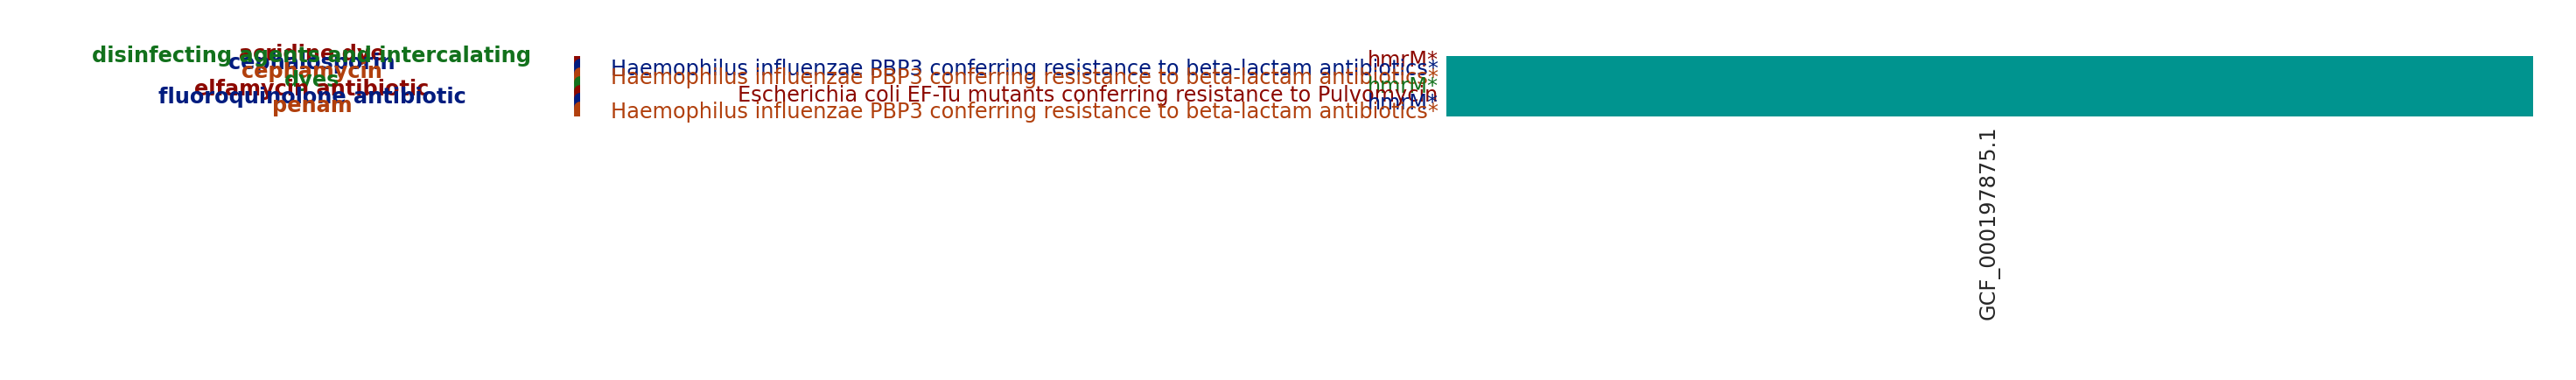 acridine dye
disinfecting agents and intercalating
dyes
cephalosporin
cephamycin
elfamycin antibiotic
fluoroquinolone antibiotic
penam
hmrM*
Haemophilus influenzae PBP3 conferring resistance to beta-lactam antibiotics*
Haemophilus influenzae PBP3 conferring resistance to beta-lactam antibiotics*
hmrM*
Escherichia coli EF-Tu mutants conferring resistance to Pulvomycin
hmrM*
Haemophilus influenzae PBP3 conferring resistance to beta-lactam antibiotics*
GCF_000197875.1